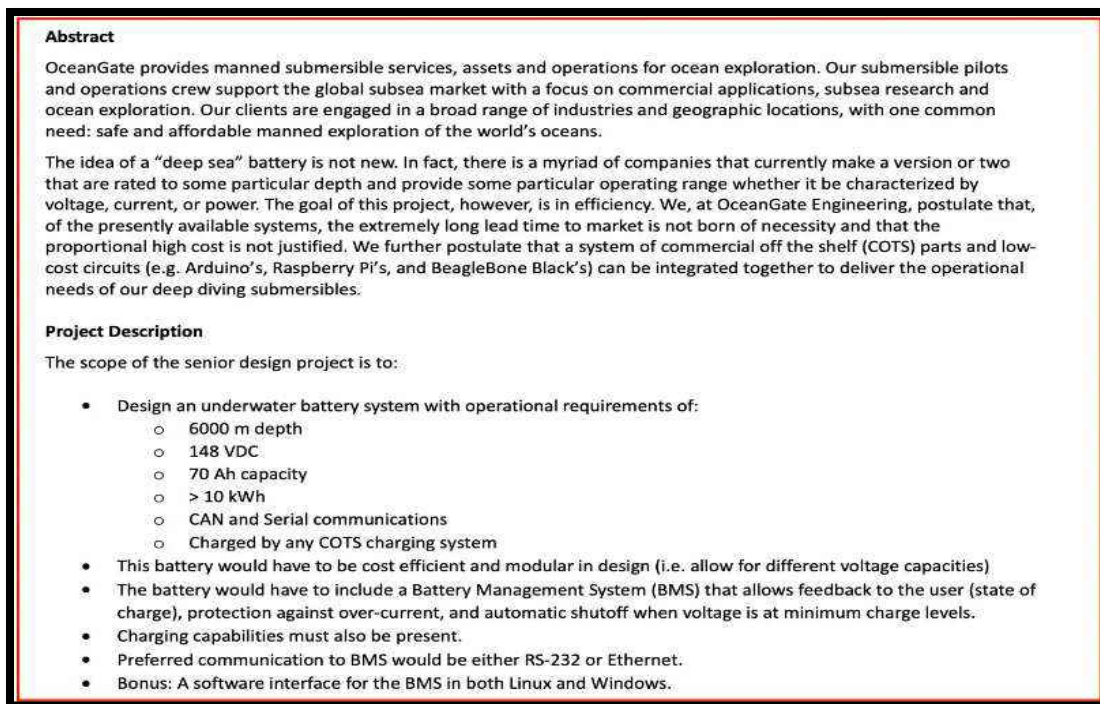 Abstract
OceanGate provides manned submersible services, assets and operations for ocean exploration. Our submersible pilots
and operations crew support the global subsea market with a focus on commercial applications, subsea research and
ocean exploration. Our clients are engaged in a broad range of industries and geographic locations, with one common
need: safe and affordable manned exploration of the world's oceans.
The idea of a “deep sea” battery is not new. In fact, there is a myriad of companies that currently make a version or two
that are rated to some particular depth and provide some particular operating range whether it be characterized by
voltage, current, or power. The goal of this project, however, is in efficiency. We, at OceanGate Engineering, postulate that,
of the presently available systems, the extremely long lead time to market is not born of necessity and that the
proportional high cost is not justified. We further postulate that a system of commercial off the shelf (COTS) parts and low-
cost circuits (e.g. Arduino's, Raspberry Pi's, and BeagleBone Black's) can be integrated together to deliver the operational
needs of our deep diving submersibles.
Project Description
The scope of the senior design project is to:
• Design an underwater battery system with operational requirements of:
○ 6000 m depth
○ 148 VDC
○ 70 Ah capacity
○ > 10 kWh
○ CAN and Serial communications
○ Charged by any COTS charging system
• This battery would have to be cost efficient and modular in design (i.e. allow for different voltage capacities)
• The battery would have to include a Battery Management System (BMS) that allows feedback to the user (state of
charge), protection against over-current, and automatic shutoff when voltage is at minimum charge levels.
• Charging capabilities must also be present.
• Preferred communication to BMS would be either RS-232 or Ethernet.
• Bonus: A software interface for the BMS in both Linux and Windows.